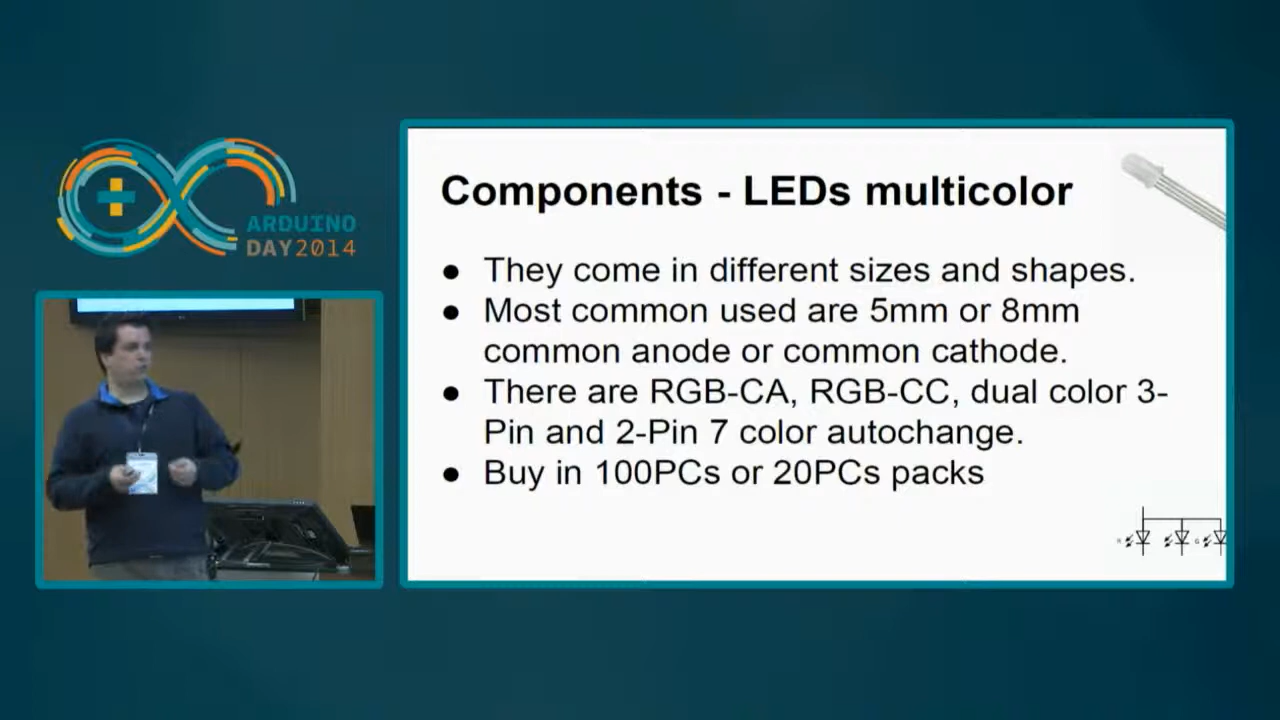 ARDUINO
DAY2014
Components - LEDs multicolor
● They come in different sizes and shapes.
● Most common used are 5mm or 8mm
common anode or common cathode.
● There are RGB-CA, RGB-CC, dual color 3-
Pin and 2-Pin 7 color autochange.
● Buy in 100PCs or 20PCs packs